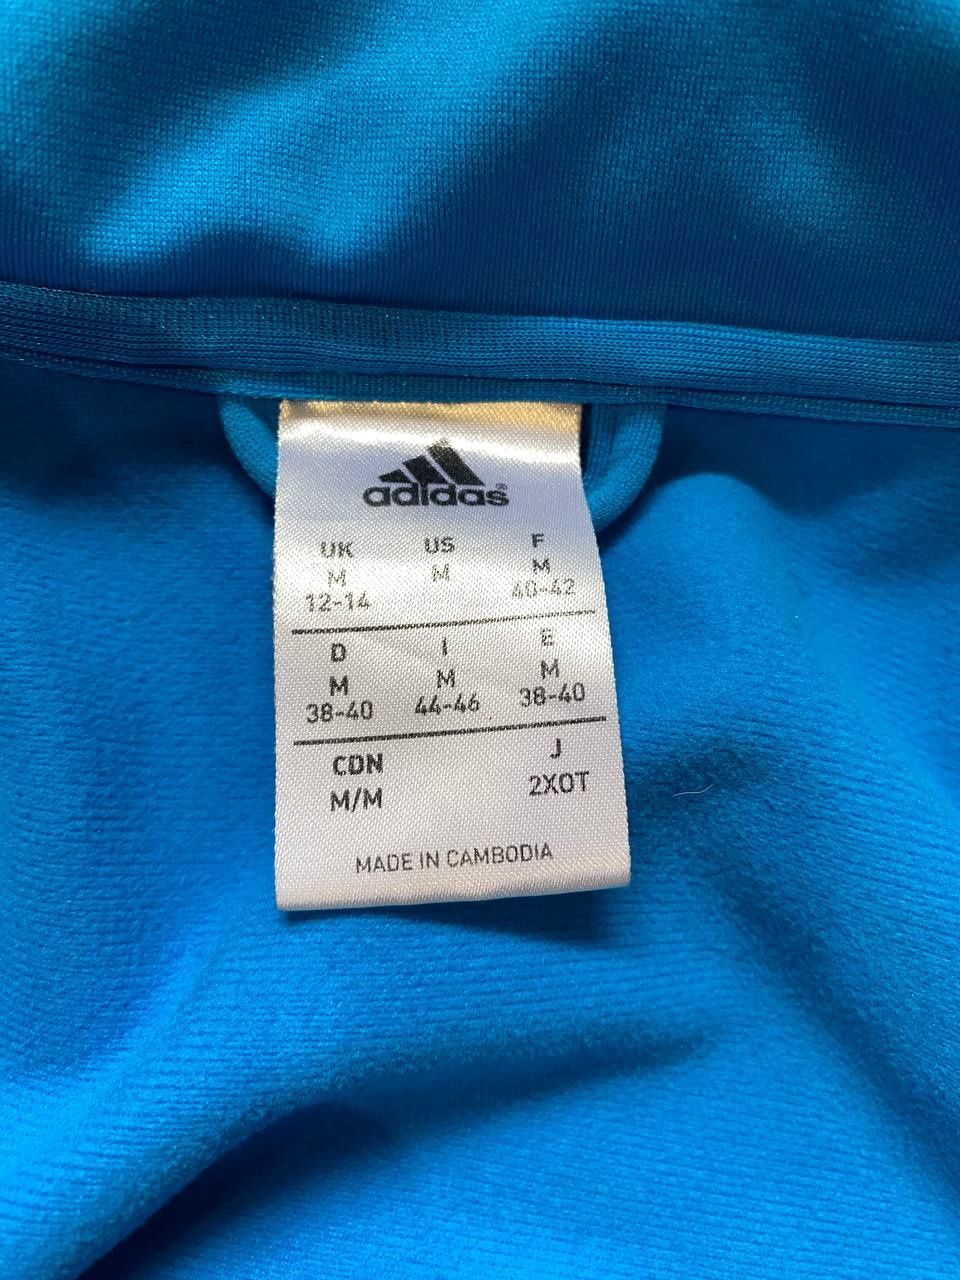 adidas®
UK US F
M M M
12-14 40-42
D I E
M M M
38-40 44-46 38-40
CDN J
M/M 2XOT
MADE IN CAMBODIA